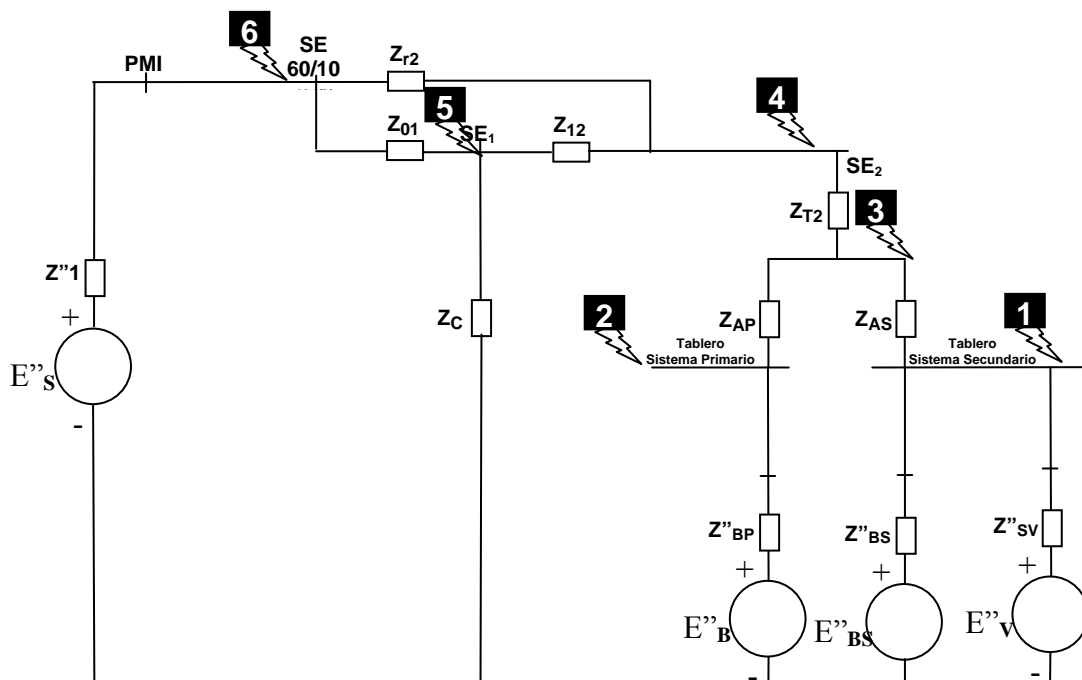 6
SE
60/10
PMI
Zr2
5
Z01
SE1
Z12
4
SE2
ZT2
3
Z”1
+
E”S
-
ZC
2
ZAP
ZAS
1
Tablero
Sistema Primario
Tablero
Sistema Secundario
Z”BP
Z”BS
Z”SV
+
+
+
E”B
E”BS
E”V
-
-
-